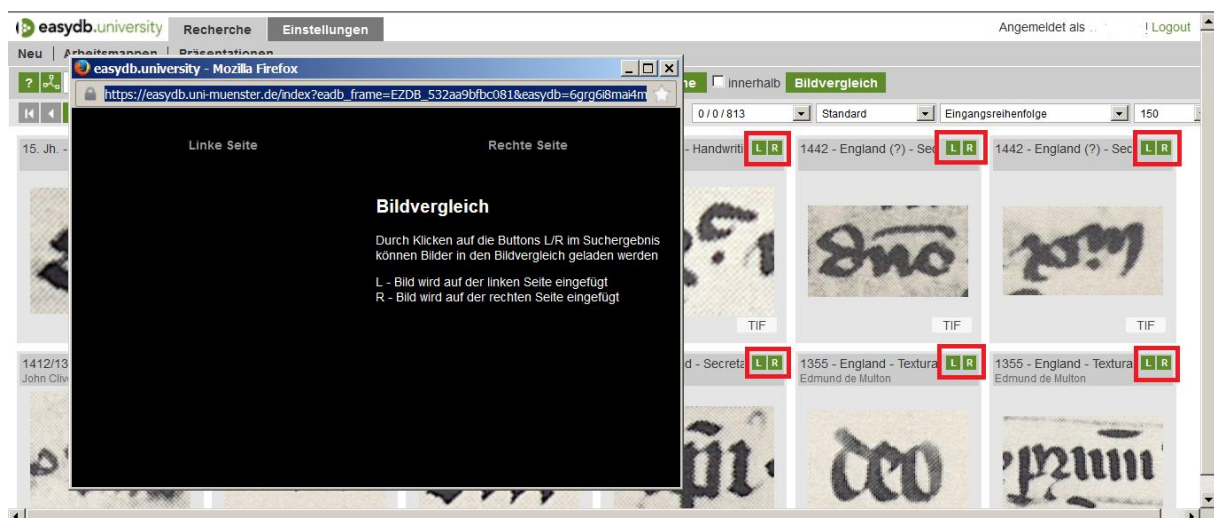 easydb.university Recherche Einstellungen Angemeldet als Logout
Neu | Arbeitsmappen | Präsentationen
easydb.university - Mozilla Firefox
? innerhalb Bildvergleich
https://easydb.uni-muenster.de/index?eadb_frame=EZDB_532aa9bfbc081&easydb=6grg6i8mai4m
0 / 0 / 813 Standard Eingangsreihenfolge 150
15. Jh. - Linke Seite Rechte Seite - Handwriti L R 1442 - England (?) - Sec L R 1442 - England (?) - Sec L R
Bildvergleich
Durch Klicken auf die Buttons L/R im Suchergebnis
können Bilder in den Bildvergleich geladen werden
L - Bild wird auf der linken Seite eingefügt
R - Bild wird auf der rechten Seite eingefügt
TIF TIF TIF
1412/13 d - Secreta L R 1355 - England - Textura L R 1355 - England - Textura L R
John Cliv Edmund de Multon Edmund de Multon
deo